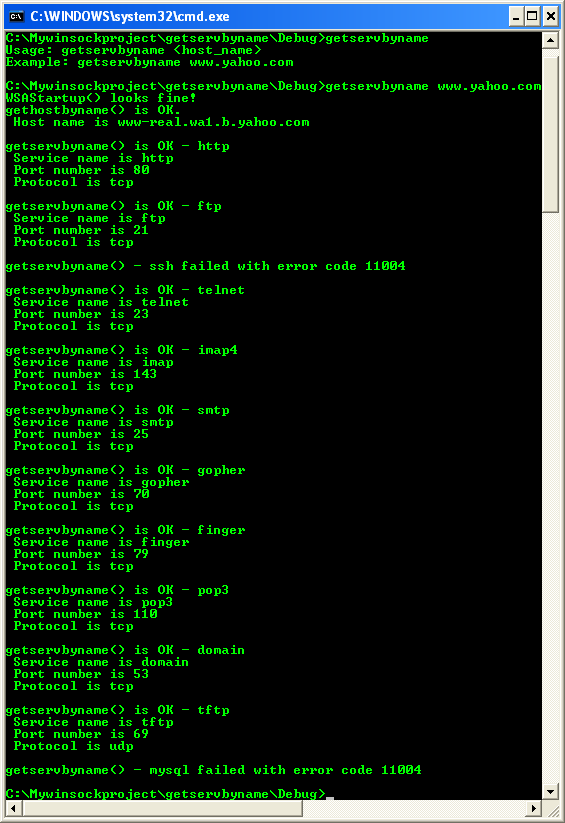 C:\WINDOWS\system32\cmd.exe
C:\Mywinsockproject\getservbyname\Debug>getservbyname
Usage: getservbyname <host_name>
Example: getservbyname www.yahoo.com
C:\Mywinsockproject\getservbyname\Debug>getservbyname www.yahoo.com
WSAStartup() looks fine!
gethostbyname() is OK.
Host name is www-real.wa1.b.yahoo.com
getservbyname() is OK - http
Service name is http
Port number is 80
Protocol is tcp
getservbyname() is OK - ftp
Service name is ftp
Port number is 21
Protocol is tcp
getservbyname() - ssh failed with error code 11004
getservbyname() is OK - telnet
Service name is telnet
Port number is 23
Protocol is tcp
getservbyname() is OK - imap4
Service name is imap
Port number is 143
Protocol is tcp
getservbyname() is OK - smtp
Service name is smtp
Port number is 25
Protocol is tcp
getservbyname() is OK - gopher
Service name is gopher
Port number is 70
Protocol is tcp
getservbyname() is OK - finger
Service name is finger
Port number is 79
Protocol is tcp
getservbyname() is OK - pop3
Service name is pop3
Port number is 110
Protocol is tcp
getservbyname() is OK - domain
Service name is domain
Port number is 53
Protocol is tcp
getservbyname() is OK - tftp
Service name is tftp
Port number is 69
Protocol is udp
getservbyname() - mysql failed with error code 11004
C:\Mywinsockproject\getservbyname\Debug>_